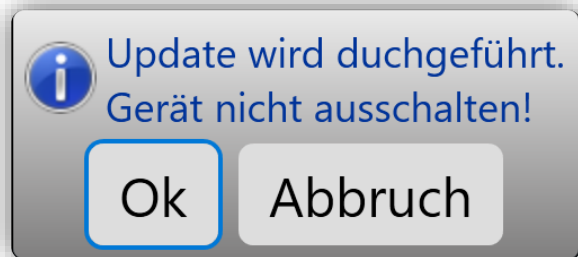 Update wird duchgeführt.
Gerät nicht ausschalten!
Ok Abbruch